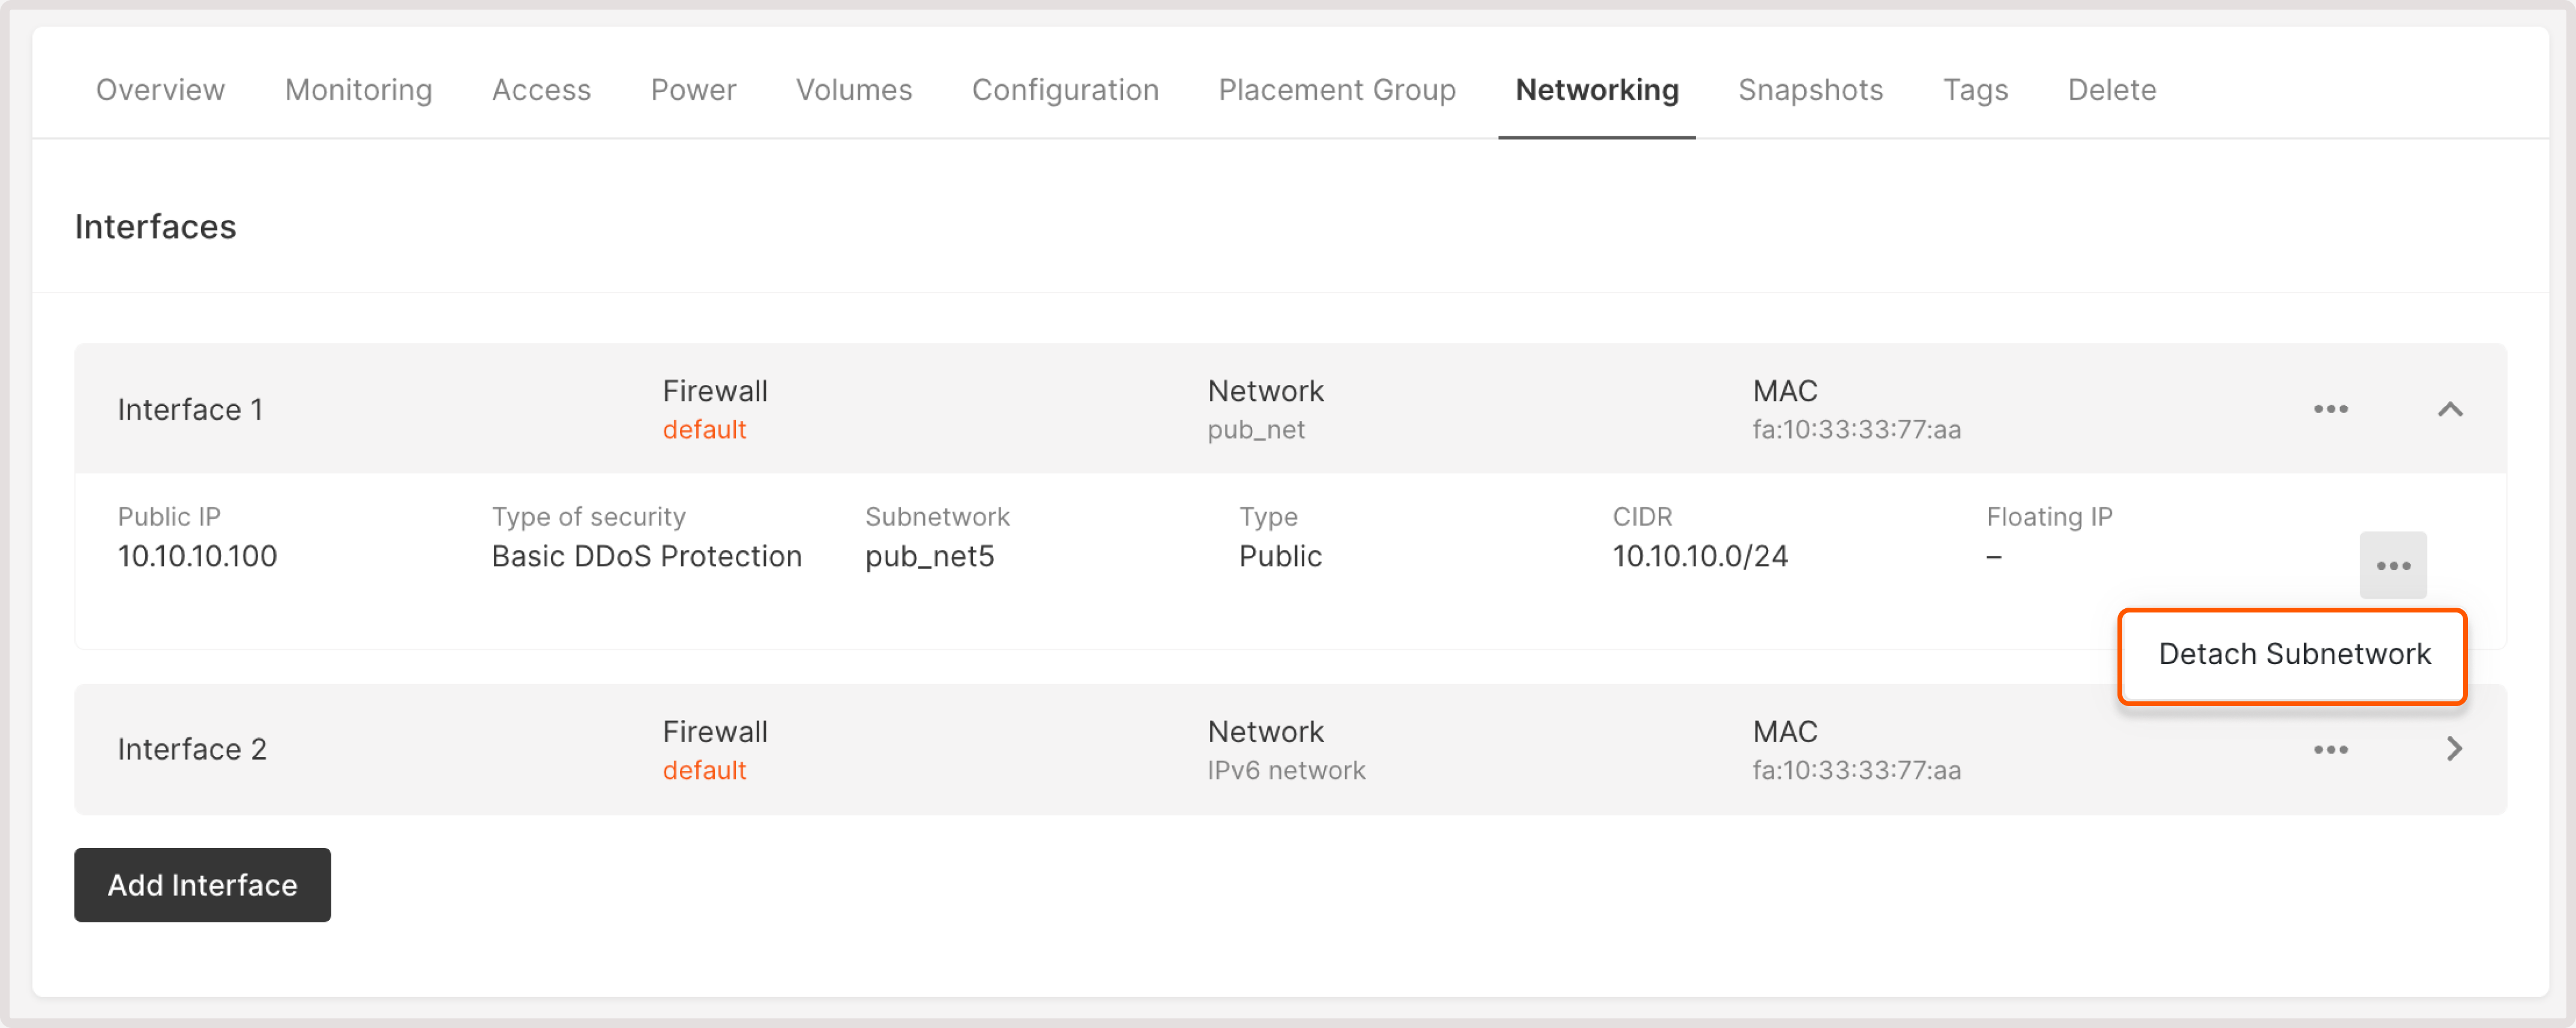 Overview Monitoring Access Power Volumes Configuration Placement Group Networking Snapshots Tags Delete
Interfaces
Interface 1
Firewall
default
Network
pub_net
MAC
fa:10:33:33:77:aa
Public IP
10.10.10.100
Type of security
Basic DDoS Protection
Subnetwork
pub_net5
Type
Public
CIDR
10.10.10.0/24
Floating IP
–
Detach Subnetwork
Interface 2
Firewall
default
Network
IPv6 network
MAC
fa:10:33:33:77:aa
Add Interface